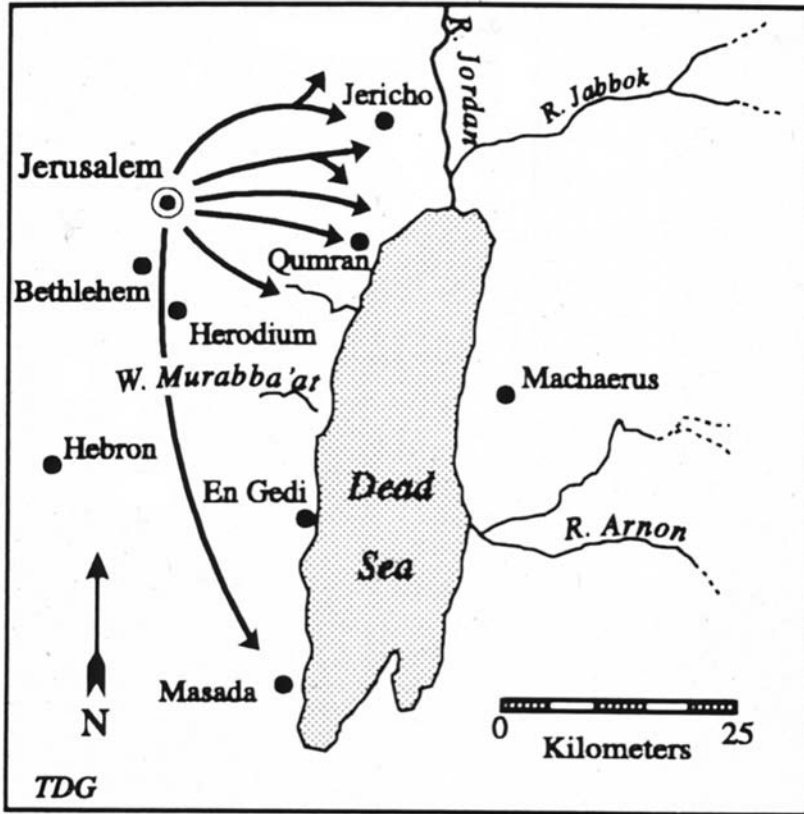 R. Jordan
Jericho
R. Jabbok
Jerusalem
Qumran
Bethlehem
Herodium
W. Murabba'at
Machaerus
Hebron
En Gedi
Dead
Sea
R. Arnon
Masada
N
0 25
Kilometers
TDG